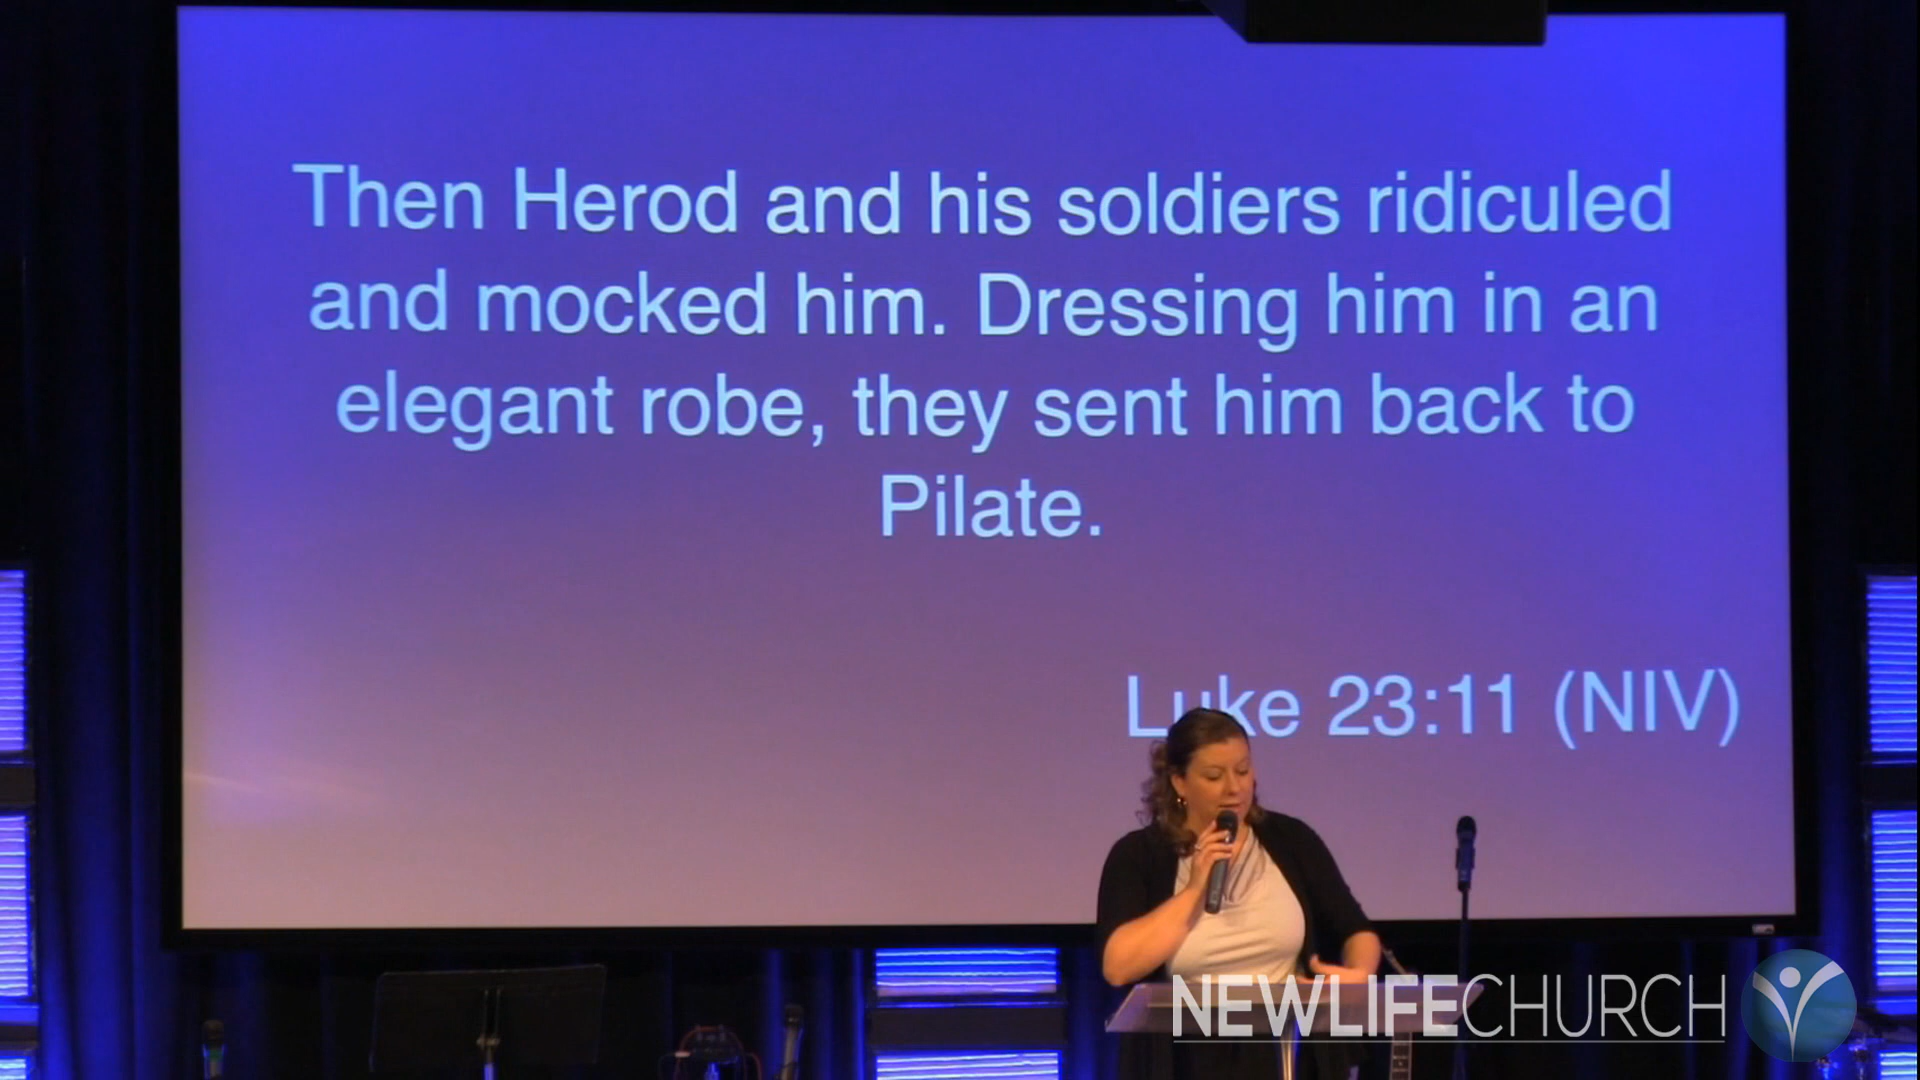 Then Herod and his soldiers ridiculed
and mocked him. Dressing him in an
elegant robe, they sent him back to
Pilate.
Luke 23:11 (NIV)
NEWLIFECHURCH